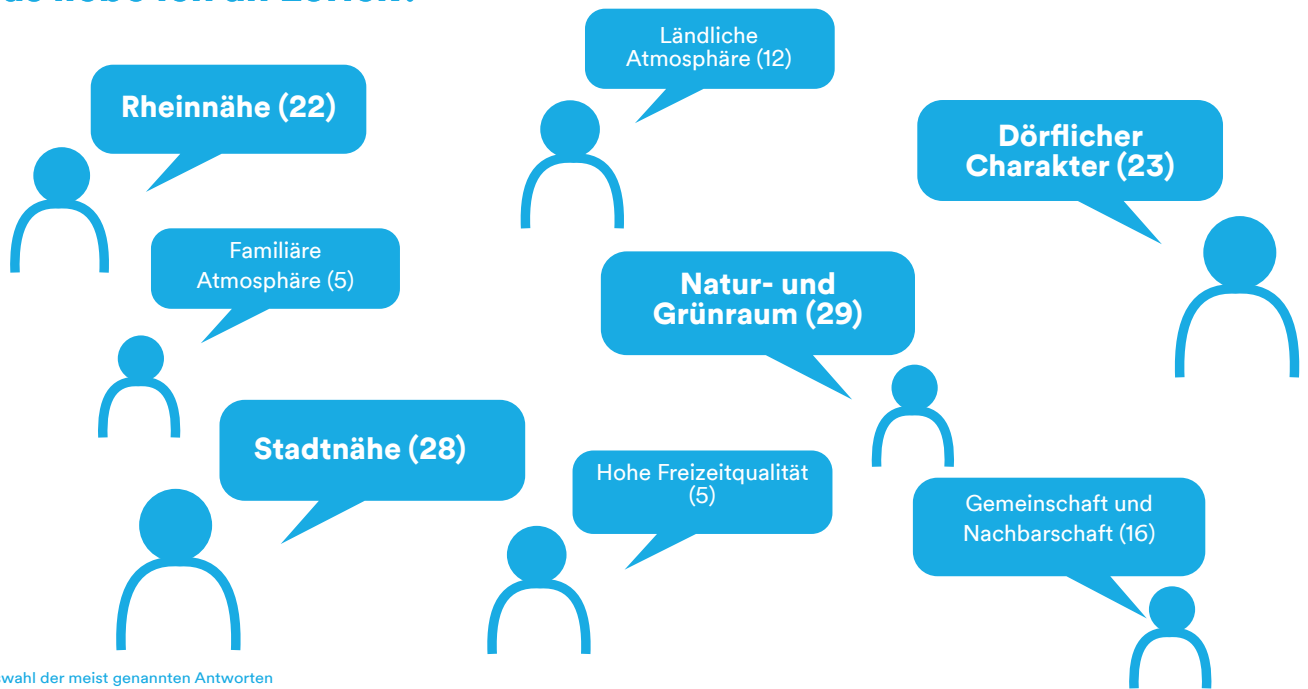 Ländliche
Atmosphäre (12)
Rheinnähe (22)
Dörflicher
Charakter (23)
Familiäre
Atmosphäre (5)
Natur- und
Grünraum (29)
Stadtnähe (28)
Hohe Freizeitqualität
(5)
Gemeinschaft und
Nachbarschaft (16)
der meist genannten Antworten